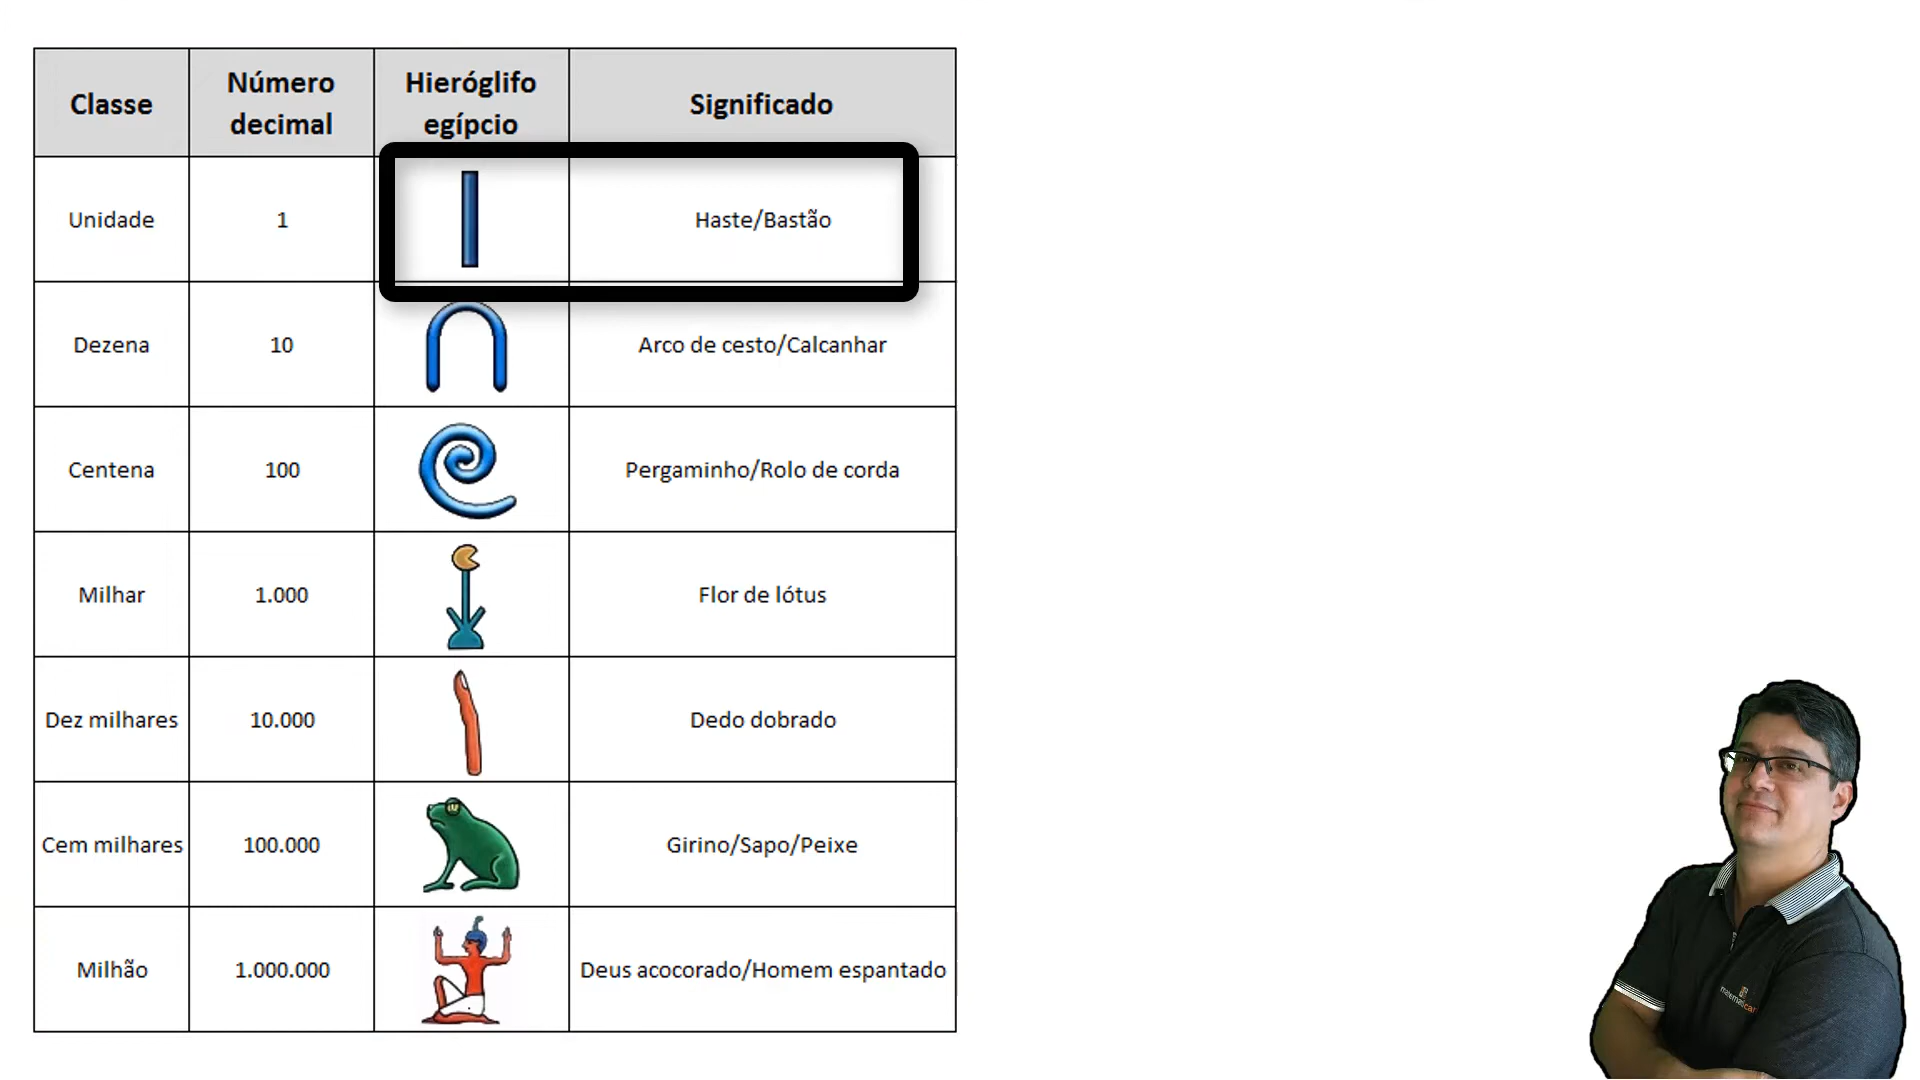 Classe
Número decimal
Hieróglifo egípcio
Significado
Unidade 1 Haste/Bastão
Dezena 10 Arco de cesto/Calcanhar
Centena 100 Pergaminho/Rolo de corda
Milhar 1.000 Flor de lótus
Dez milhares 10.000 Dedo dobrado
Cem milhares 100.000 Girino/Sapo/Peixe
Milhão 1.000.000 Deus acocorado/Homem espantado